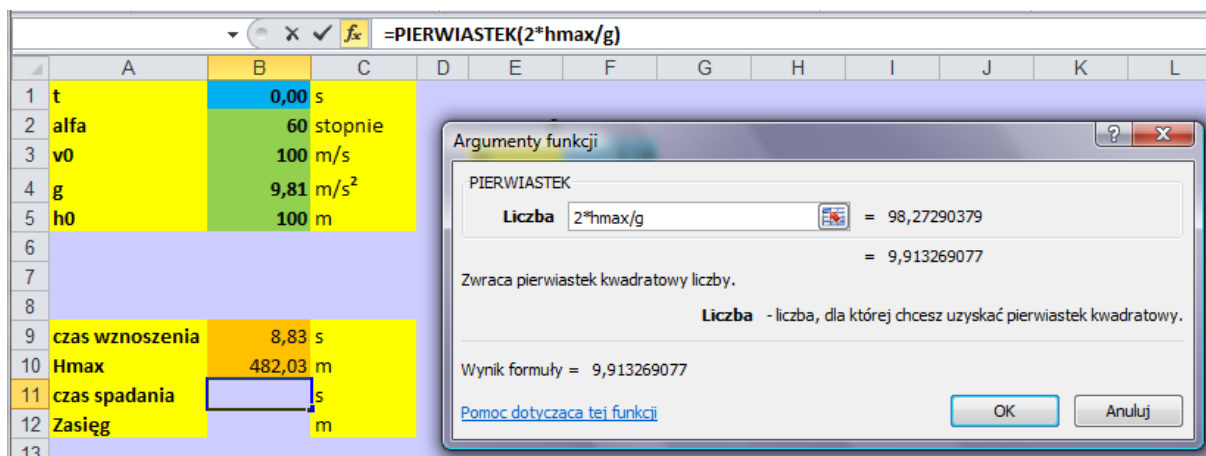 fx =PIERWIASTEK(2*hmax/g)
A B C D E F G H I J K L
1 t 0,00 s
2 alfa 60 stopnie
3 v0 100 m/s
4 g 9,81 m/s²
5 h0 100 m
6
7
8
9 czas wznoszenia 8,83 s
10 Hmax 482,03 m
11 czas spadania s
12 Zasięg m
13
Argumenty funkcji
PIERWIASTEK
Liczba 2*hmax/g = 98,27290379
= 9,913269077
Zwraca pierwiastek kwadratowy liczby.
Liczba - liczba, dla której chcesz uzyskać pierwiastek kwadratowy.
Wynik formuły = 9,913269077
Pomoc dotycząca tej funkcji OK Anuluj